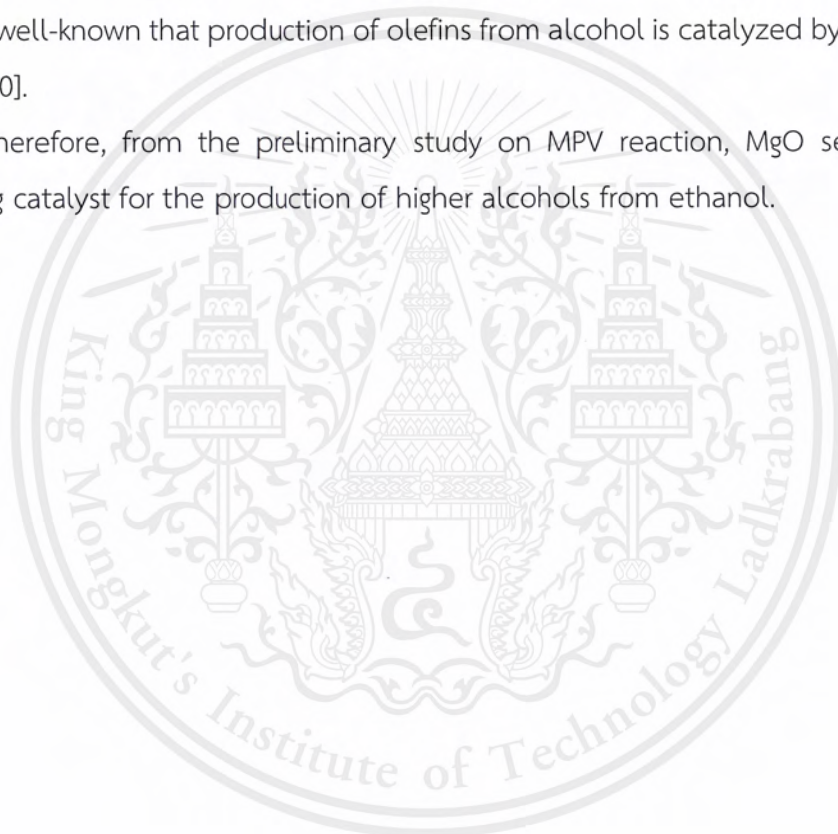 well-known that production of olefins from alcohol is catalyzed by
0].
herefore, from the preliminary study on MPV reaction, MgO se
g catalyst for the production of higher alcohols from ethanol.
King Mongkut's Institute of Technology Ladkrabang